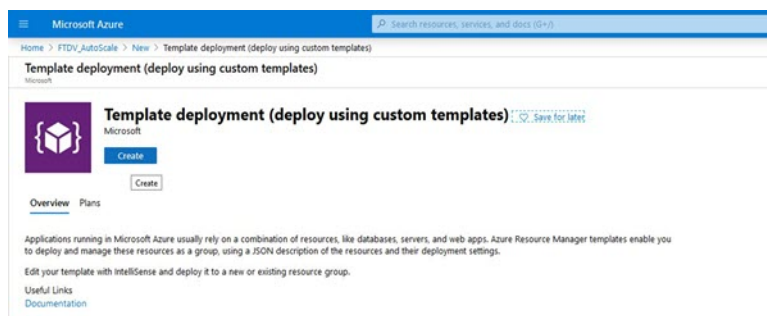 Microsoft Azure
Search resources, services, and docs (G+/)
Home > FTDV_AutoScale > New > Template deployment (deploy using custom templates)
Template deployment (deploy using custom templates)
Microsoft
Template deployment (deploy using custom templates)
Save for later
Microsoft
Create
Create
Overview Plans
Applications running in Microsoft Azure usually rely on a combination of resources, like databases, servers, and web apps. Azure Resource Manager templates enable you
to deploy and manage these resources as a group, using a JSON description of the resources and their deployment settings.
Edit your template with IntelliSense and deploy it to a new or existing resource group.
Useful Links
Documentation